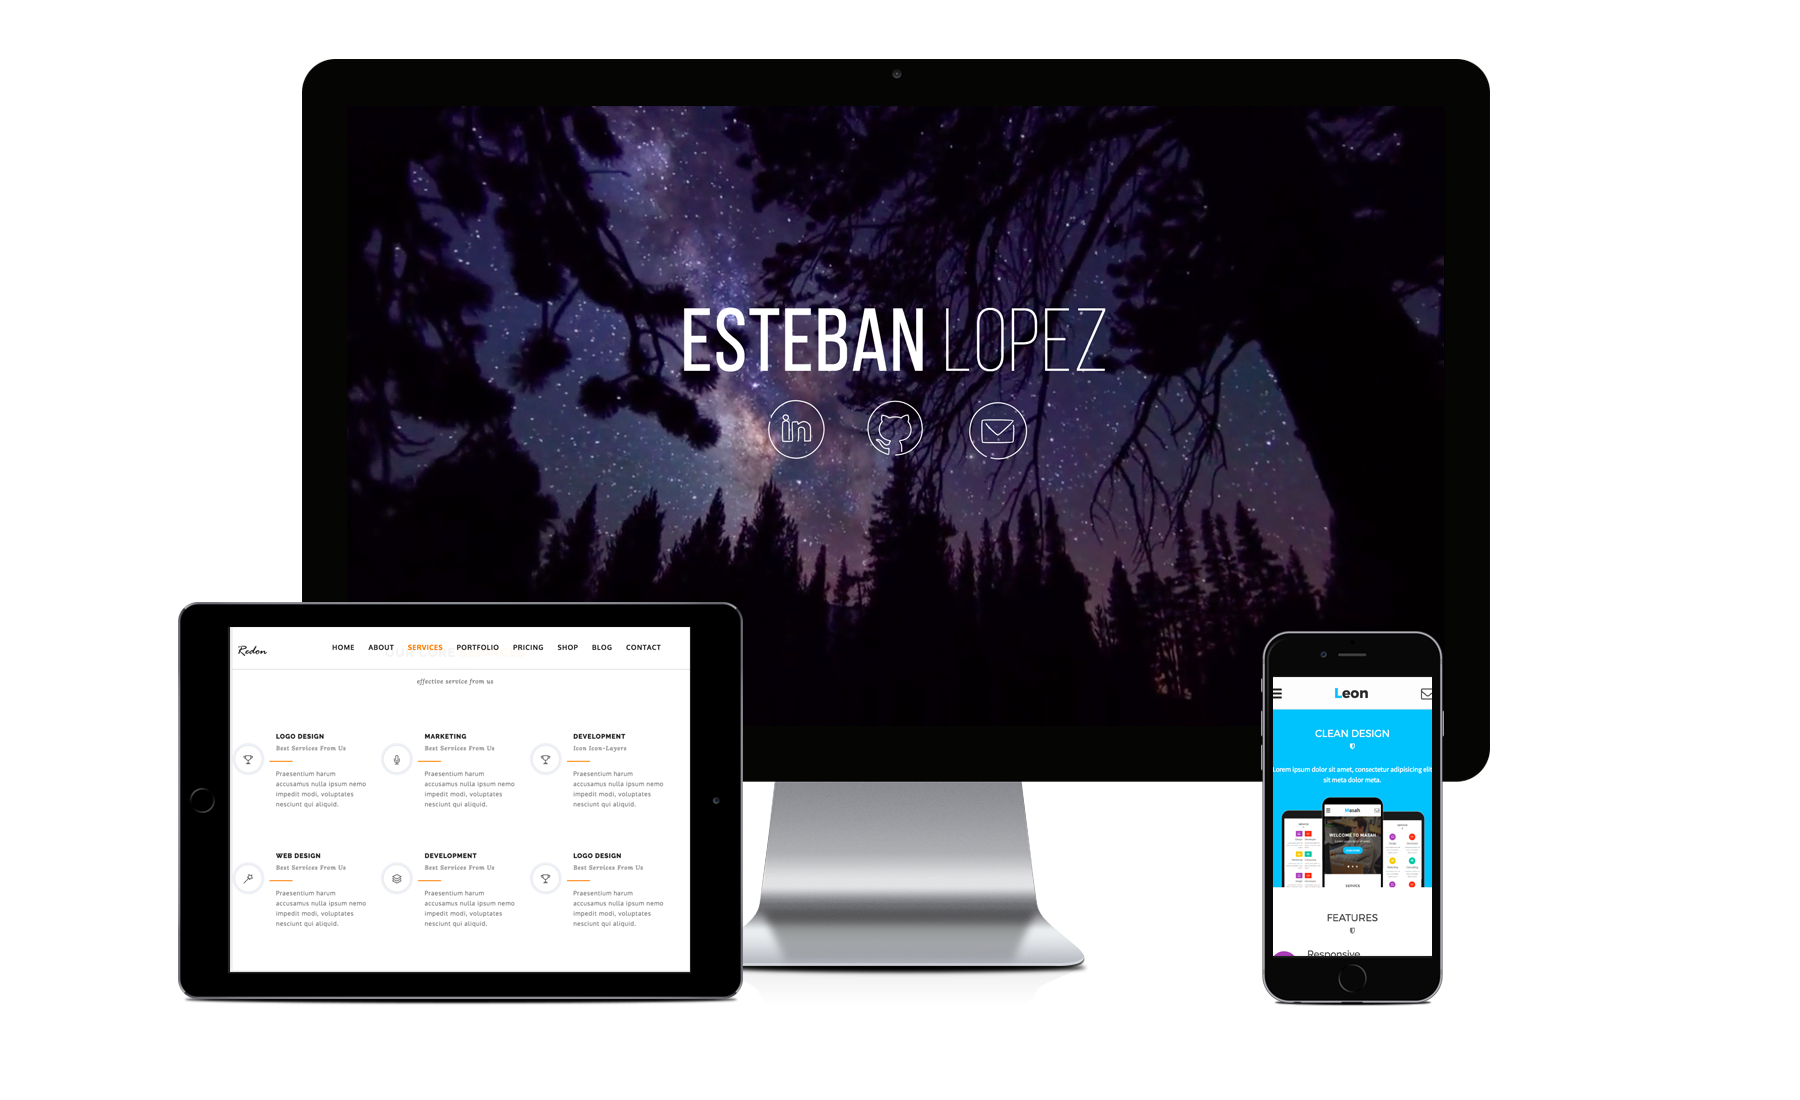 ESTEBAN LOPEZ
in
Redon
HOME ABOUT SERVICES PORTFOLIO PRICING SHOP BLOG CONTACT
OUR CORE
effective service from us
LOGO DESIGN
Best Services From Us
Praesentium harum
accusamus nulla ipsum nemo
impedit modi, voluptates
nesciunt qui aliquid.
MARKETING
Best Services From Us
Praesentium harum
accusamus nulla ipsum nemo
impedit modi, voluptates
nesciunt qui aliquid.
DEVELOPMENT
Icon Icon-Layers
Praesentium harum
accusamus nulla ipsum nemo
impedit modi, voluptates
nesciunt qui aliquid.
WEB DESIGN
Best Services From Us
Praesentium harum
accusamus nulla ipsum nemo
impedit modi, voluptates
nesciunt qui aliquid.
DEVELOPMENT
Best Services From Us
Praesentium harum
accusamus nulla ipsum nemo
impedit modi, voluptates
nesciunt qui aliquid.
LOGO DESIGN
Best Services From Us
Praesentium harum
accusamus nulla ipsum nemo
impedit modi, voluptates
nesciunt qui aliquid.
Leon
CLEAN DESIGN
Lorem ipsum dolor sit amet, consectetur adipisicing elit
sit meta dolor meta.
Masah
WELCOME TO MASAH
SERVICE
SERVICE
SERVICE
FEATURES
Responsive